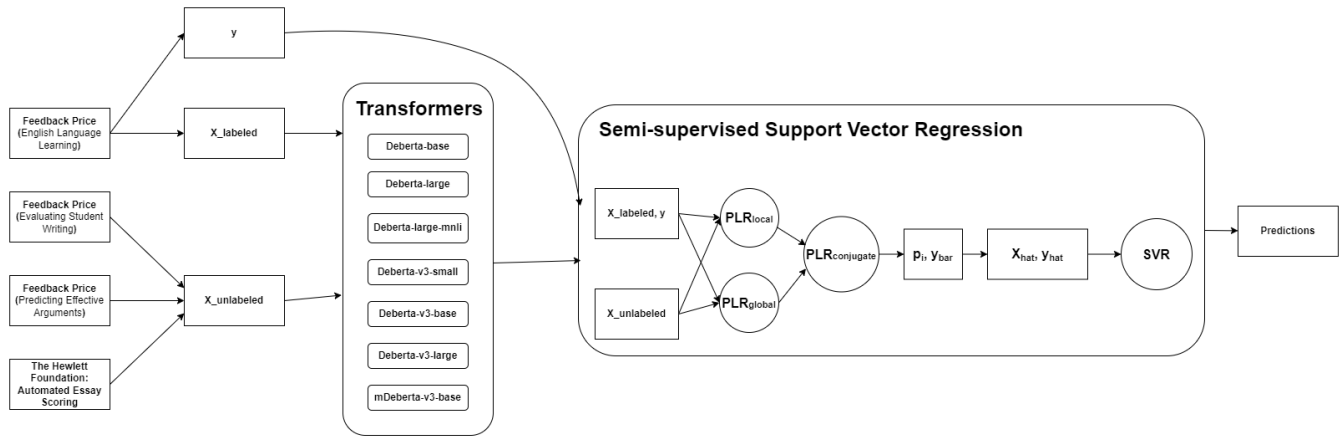 y
Feedback Price
(English Language
Learning)
X_labeled
Feedback Price
(Evaluating Student
Writing)
Feedback Price
(Predicting Effective
Arguments)
X_unlabeled
The Hewlett
Foundation:
Automated Essay
Scoring
Transformers
Deberta-base
Deberta-large
Deberta-large-mnli
Deberta-v3-small
Deberta-v3-base
Deberta-v3-large
mDeberta-v3-base
Semi-supervised Support Vector Regression
X_labeled, y
X_unlabeled
PLRlocal
PLRglobal
PLRconjugate
pi, ybar
Xhat, yhat
SVR
Predictions